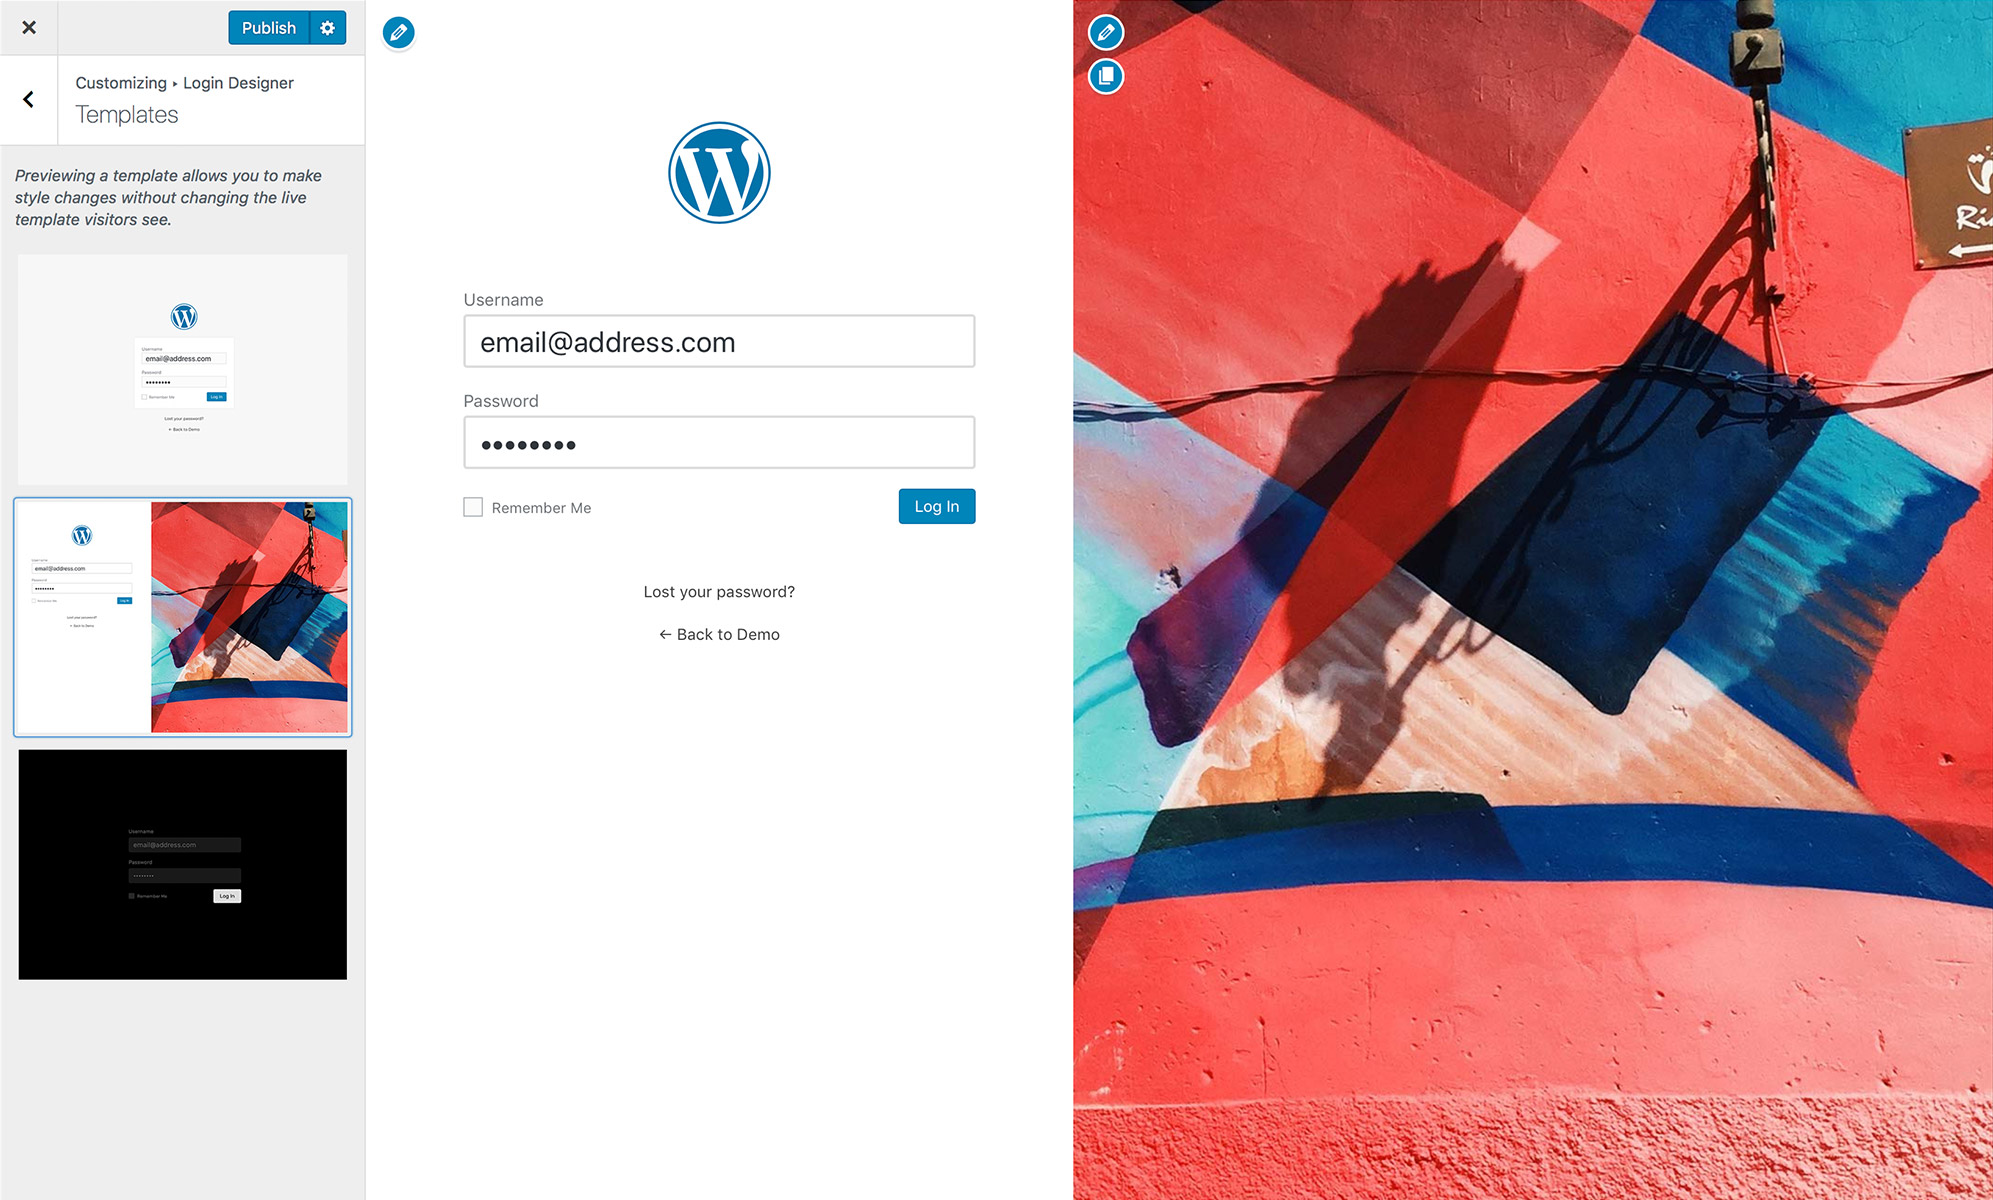 Publish
Customizing ▸ Login Designer
Templates
Previewing a template allows you to make
style changes without changing the live
template visitors see.
Username
email@address.com
Password
••••••••
Remember Me
Log In
Lost your password?
← Back to Demo
Username
email@address.com
Password
••••••••
Remember Me
Log In
Lost your password?
← Back to Demo
Username
email@address.com
Password
••••••••
Remember Me
Log In
Username
email@address.com
Password
••••••••
Remember Me
Log In
Lost your password?
← Back to Demo